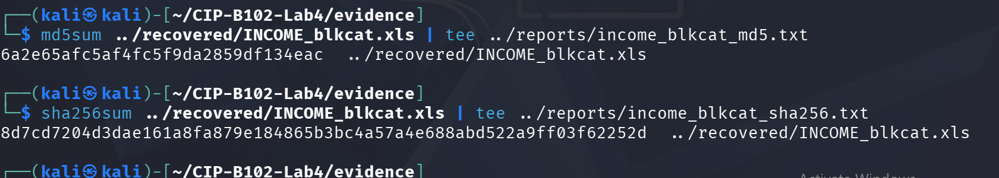 ┌──(kali㉿kali)-[~/CIP-B102-Lab4/evidence]
└─$ md5sum ../recovered/INCOME_blkcat.xls | tee ../reports/income_blkcat_md5.txt
6a2e65afc5af4fc5f9da2859df134eac  ../recovered/INCOME_blkcat.xls
┌──(kali㉿kali)-[~/CIP-B102-Lab4/evidence]
└─$ sha256sum ../recovered/INCOME_blkcat.xls | tee ../reports/income_blkcat_sha256.txt
8d7cd7204d3dae161a8fa879e184865b3bc4a57a4e688abd522a9ff03f62252d  ../recovered/INCOME_blkcat.xls
┌──(kali㉿kali)-[~/CIP-B102-Lab4/evidence]
Activate Windows